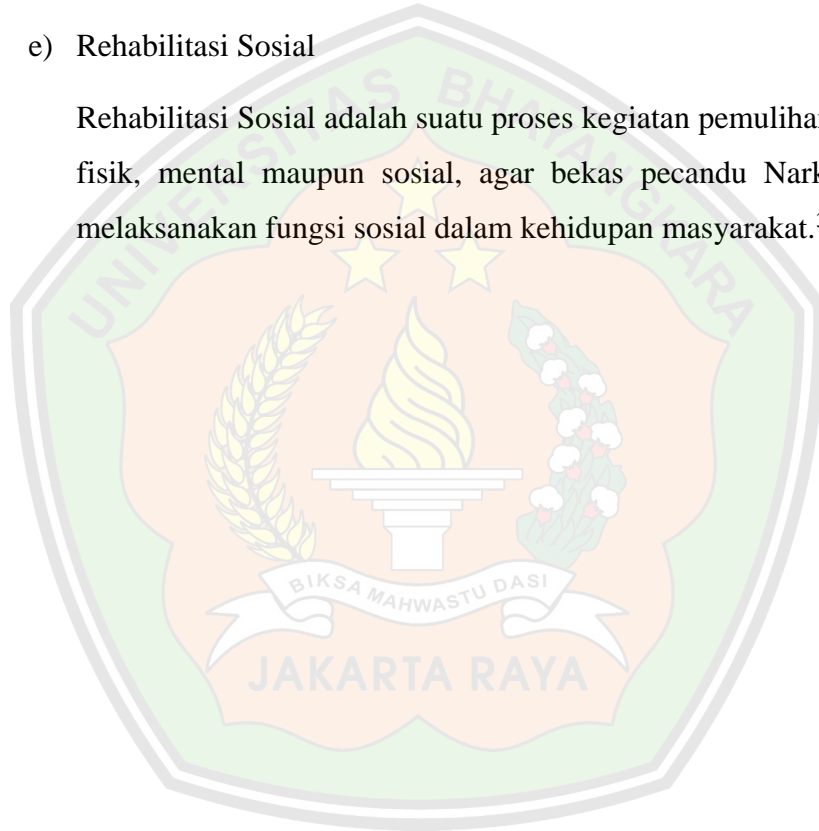 e) Rehabilitasi Sosial
Rehabilitasi Sosial adalah suatu proses kegiatan pemulihan
fisik, mental maupun sosial, agar bekas pecandu Nark
melaksanakan fungsi sosial dalam kehidupan masyarakat.
UNIVERSITAS BHAYANGKARA
BIKSA MAHWASTU DASI
JAKARTA RAYA